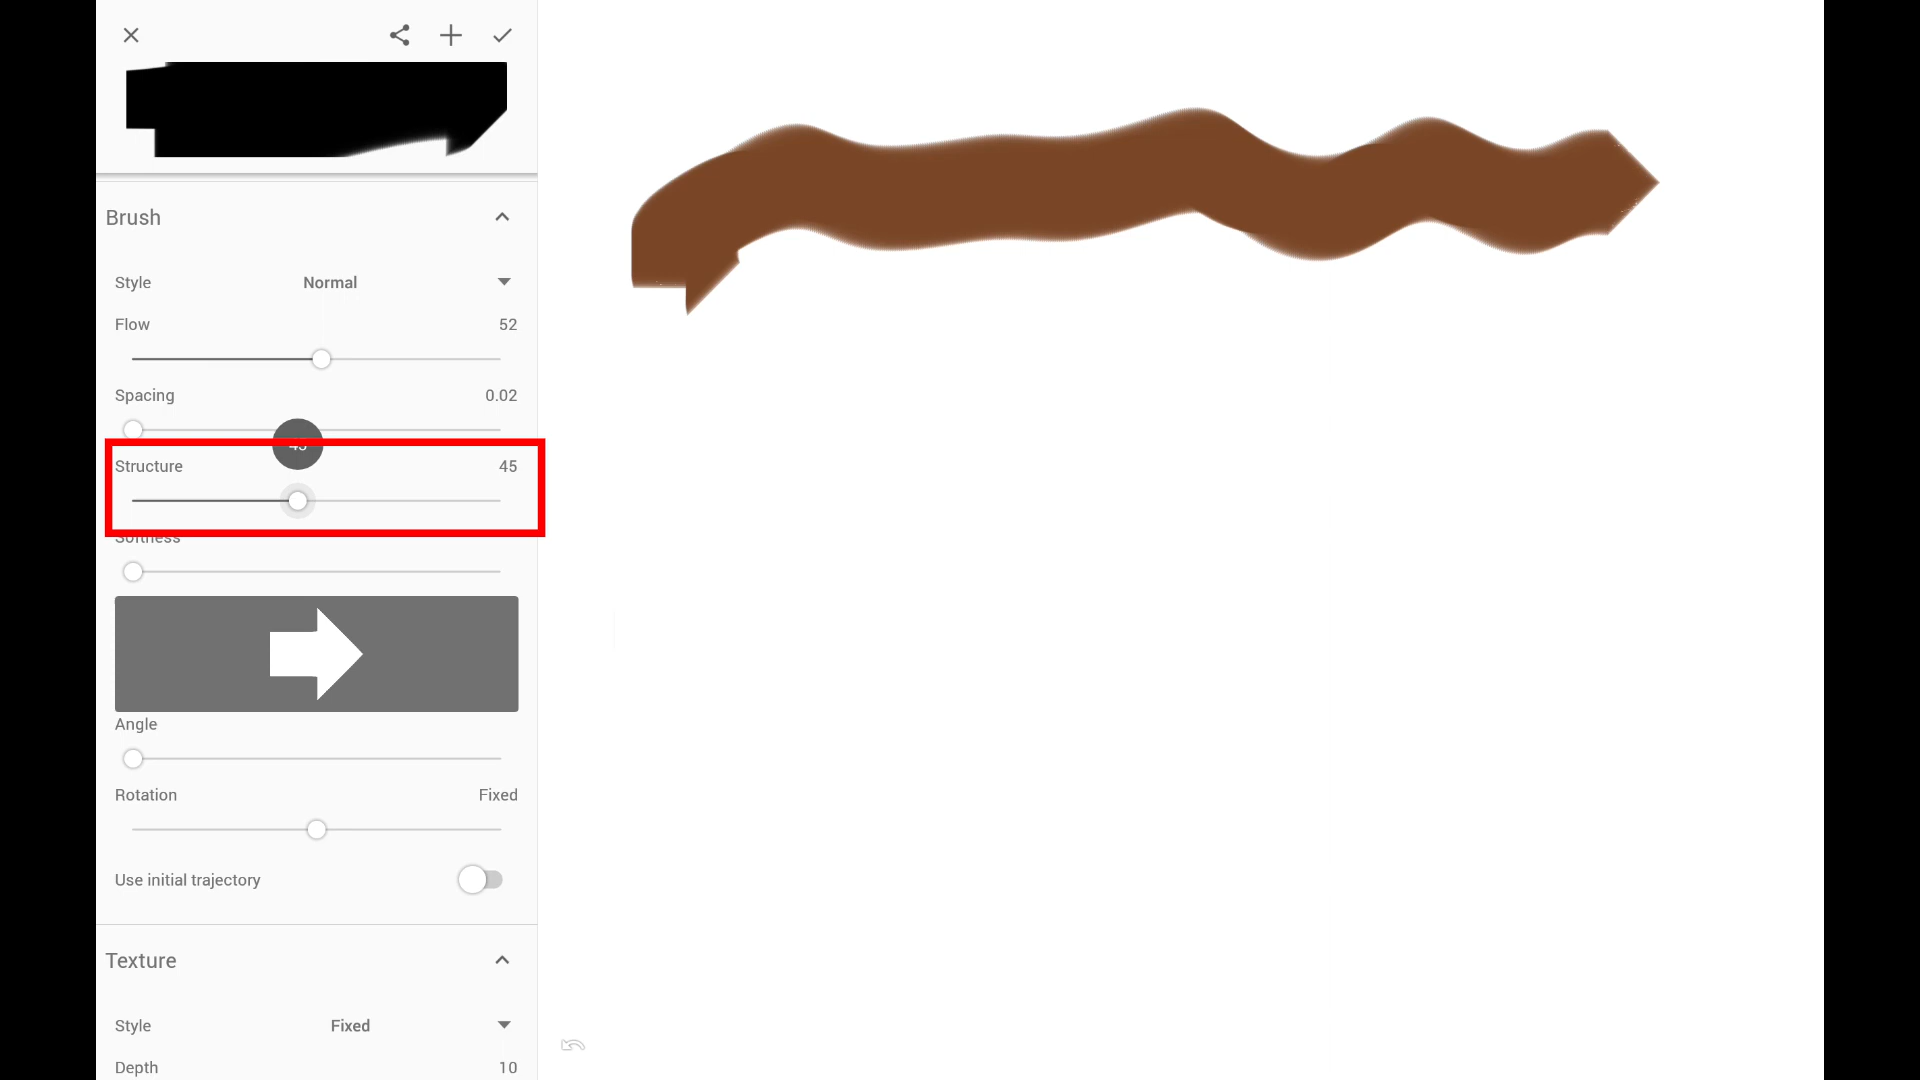 Brush
Style Normal
Flow 52
Spacing 0.02
Structure 45
Softness
Angle
Rotation Fixed
Use initial trajectory
Texture
Style Fixed
Depth 10